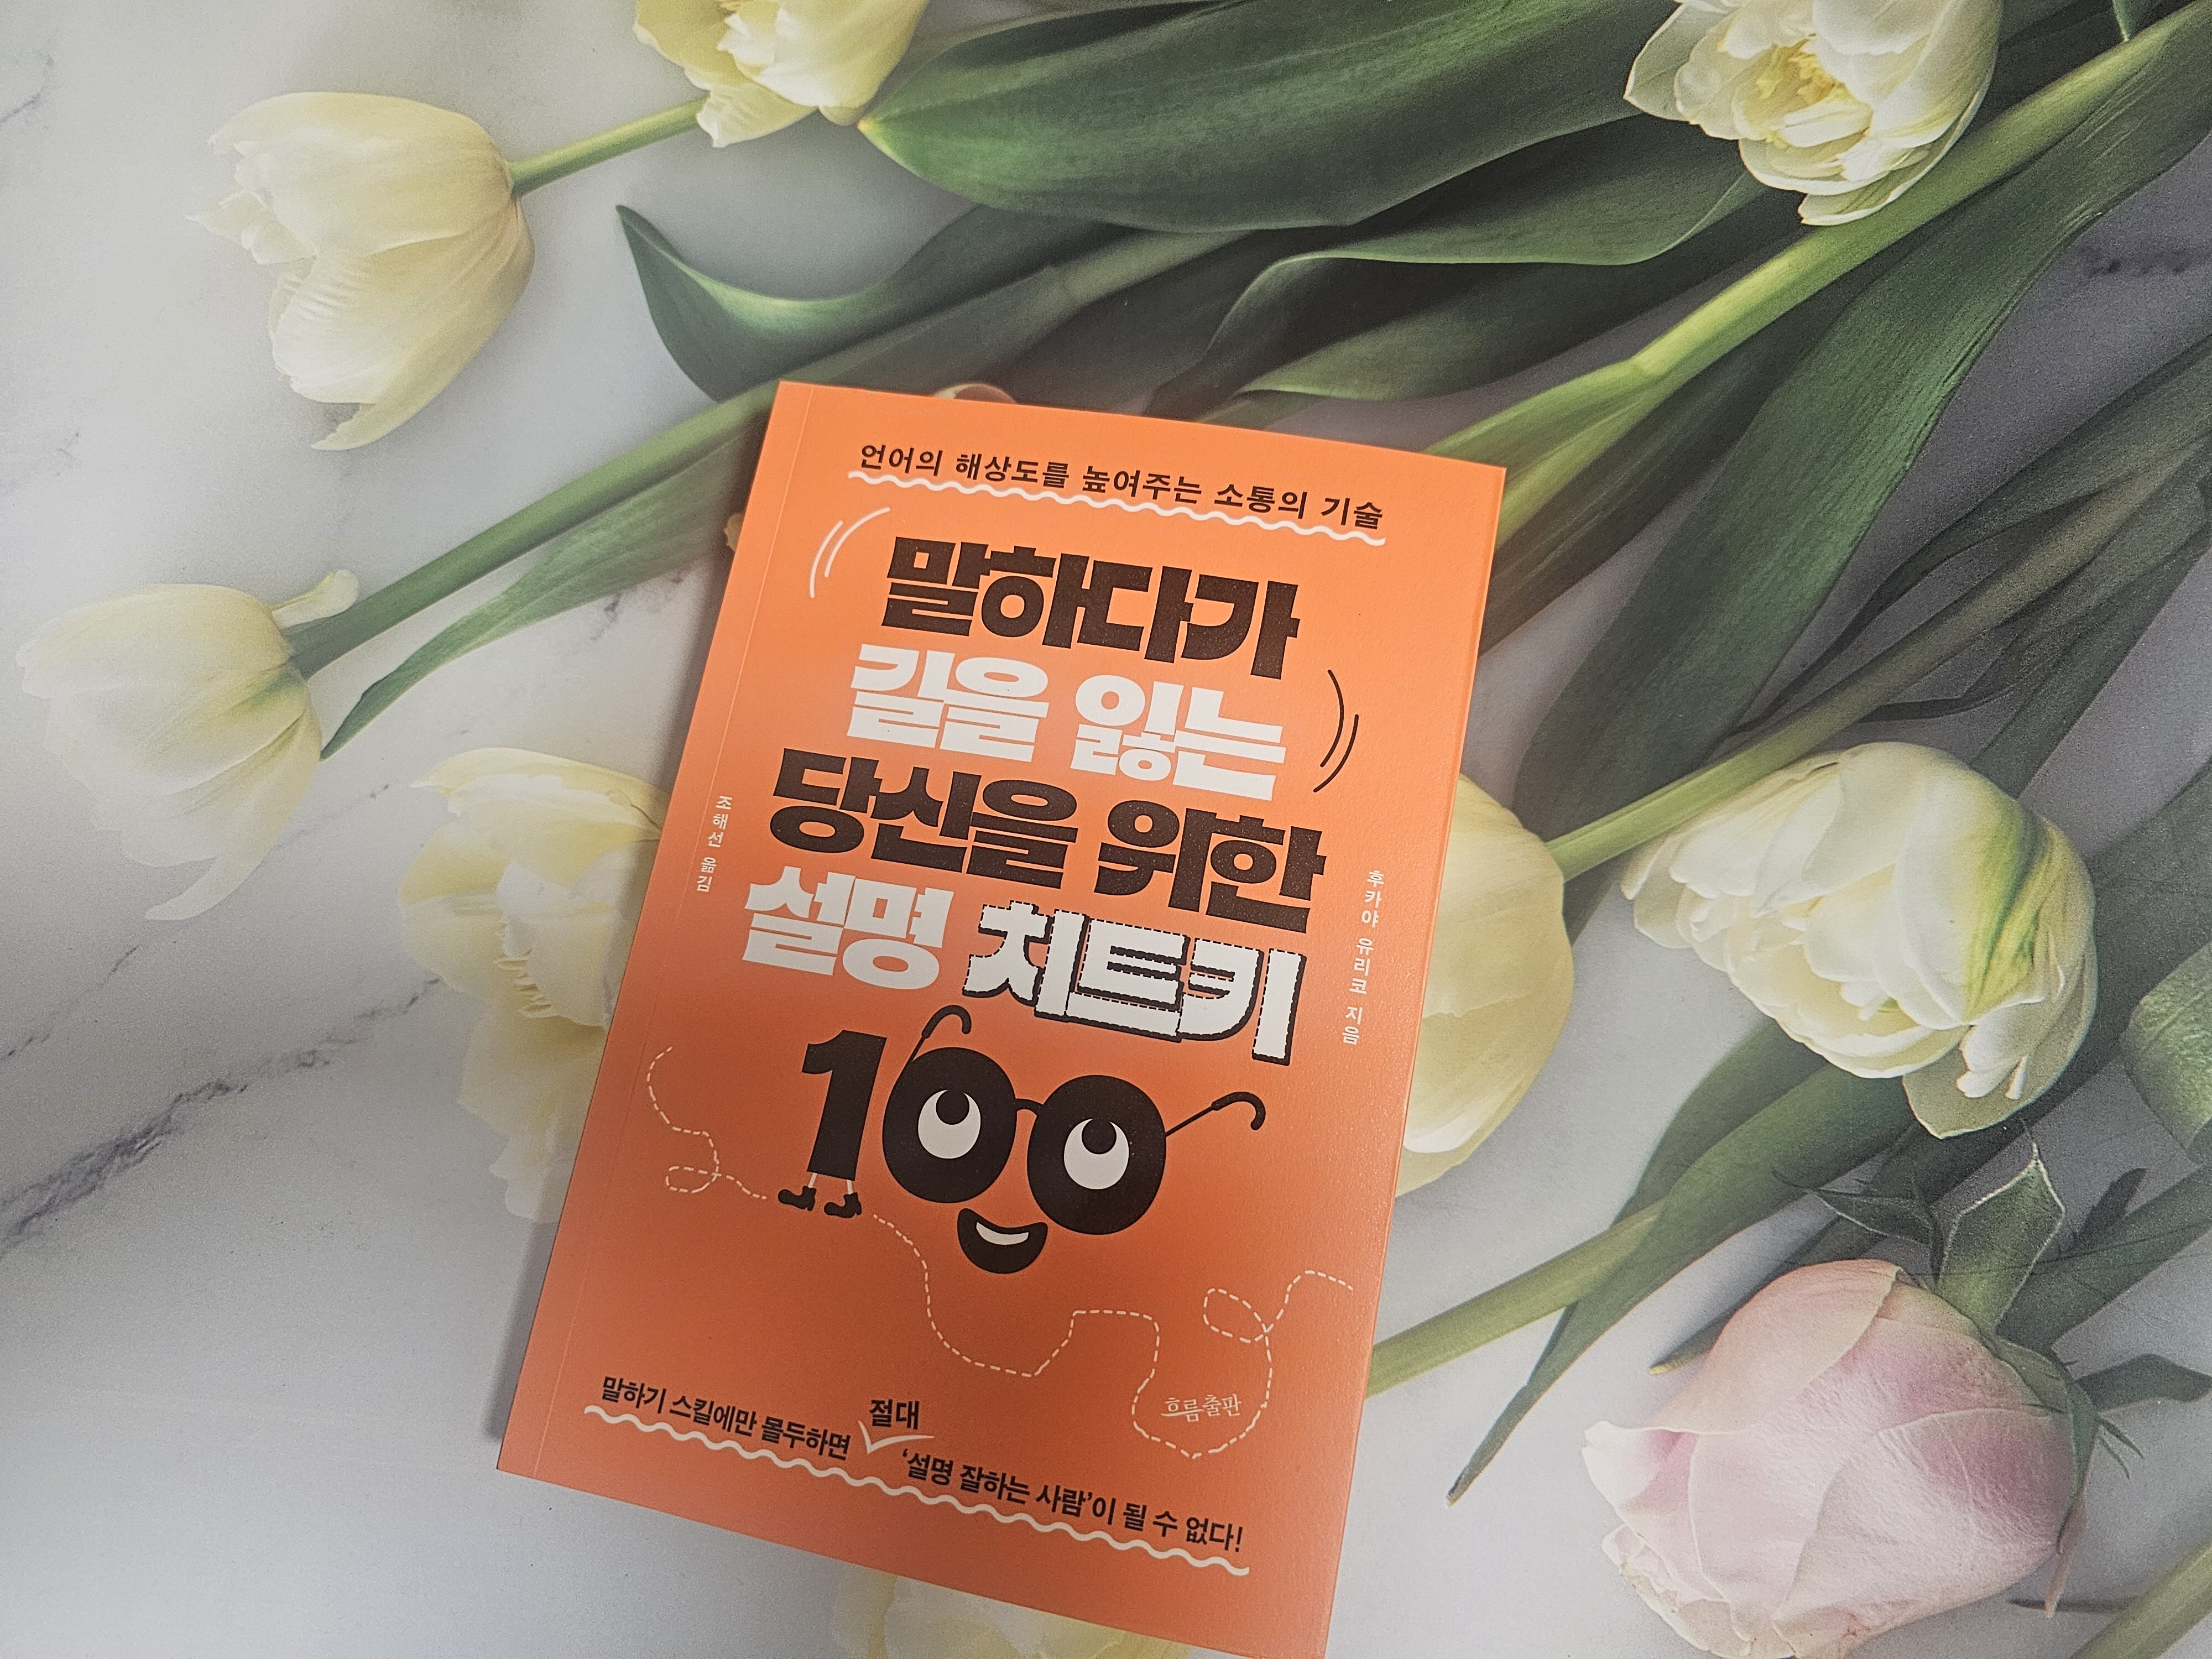 언어의 해상도를 높여주는 소통의 기술
말하다가
길을 잃는
당신을 위한
설명 치트키
100
조해선 옮김
후카야 유리코 지음
흐름출판
절대
말하기 스킬에만 몰두하면 '설명 잘하는 사람'이 될 수 없다!